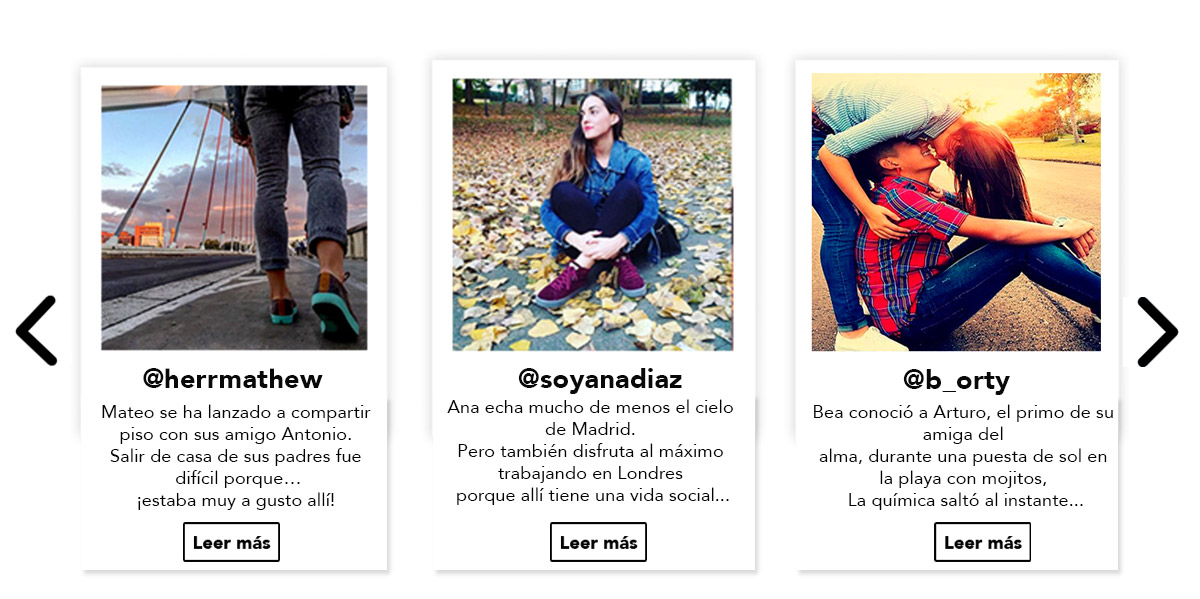 @herrmathew
Mateo se ha lanzado a compartir
piso con sus amigo Antonio.
Salir de casa de sus padres fue
difícil porque...
¡estaba muy a gusto allí!
Leer más
@soyanadiaz
Ana echa mucho de menos el cielo
de Madrid.
Pero también disfruta al máximo
trabajando en Londres
porque allí tiene una vida social...
Leer más
@b_orty
Bea conoció a Arturo, el primo de su
amiga del
alma, durante una puesta de sol en
la playa con mojitos,
La química saltó al instante...
Leer más